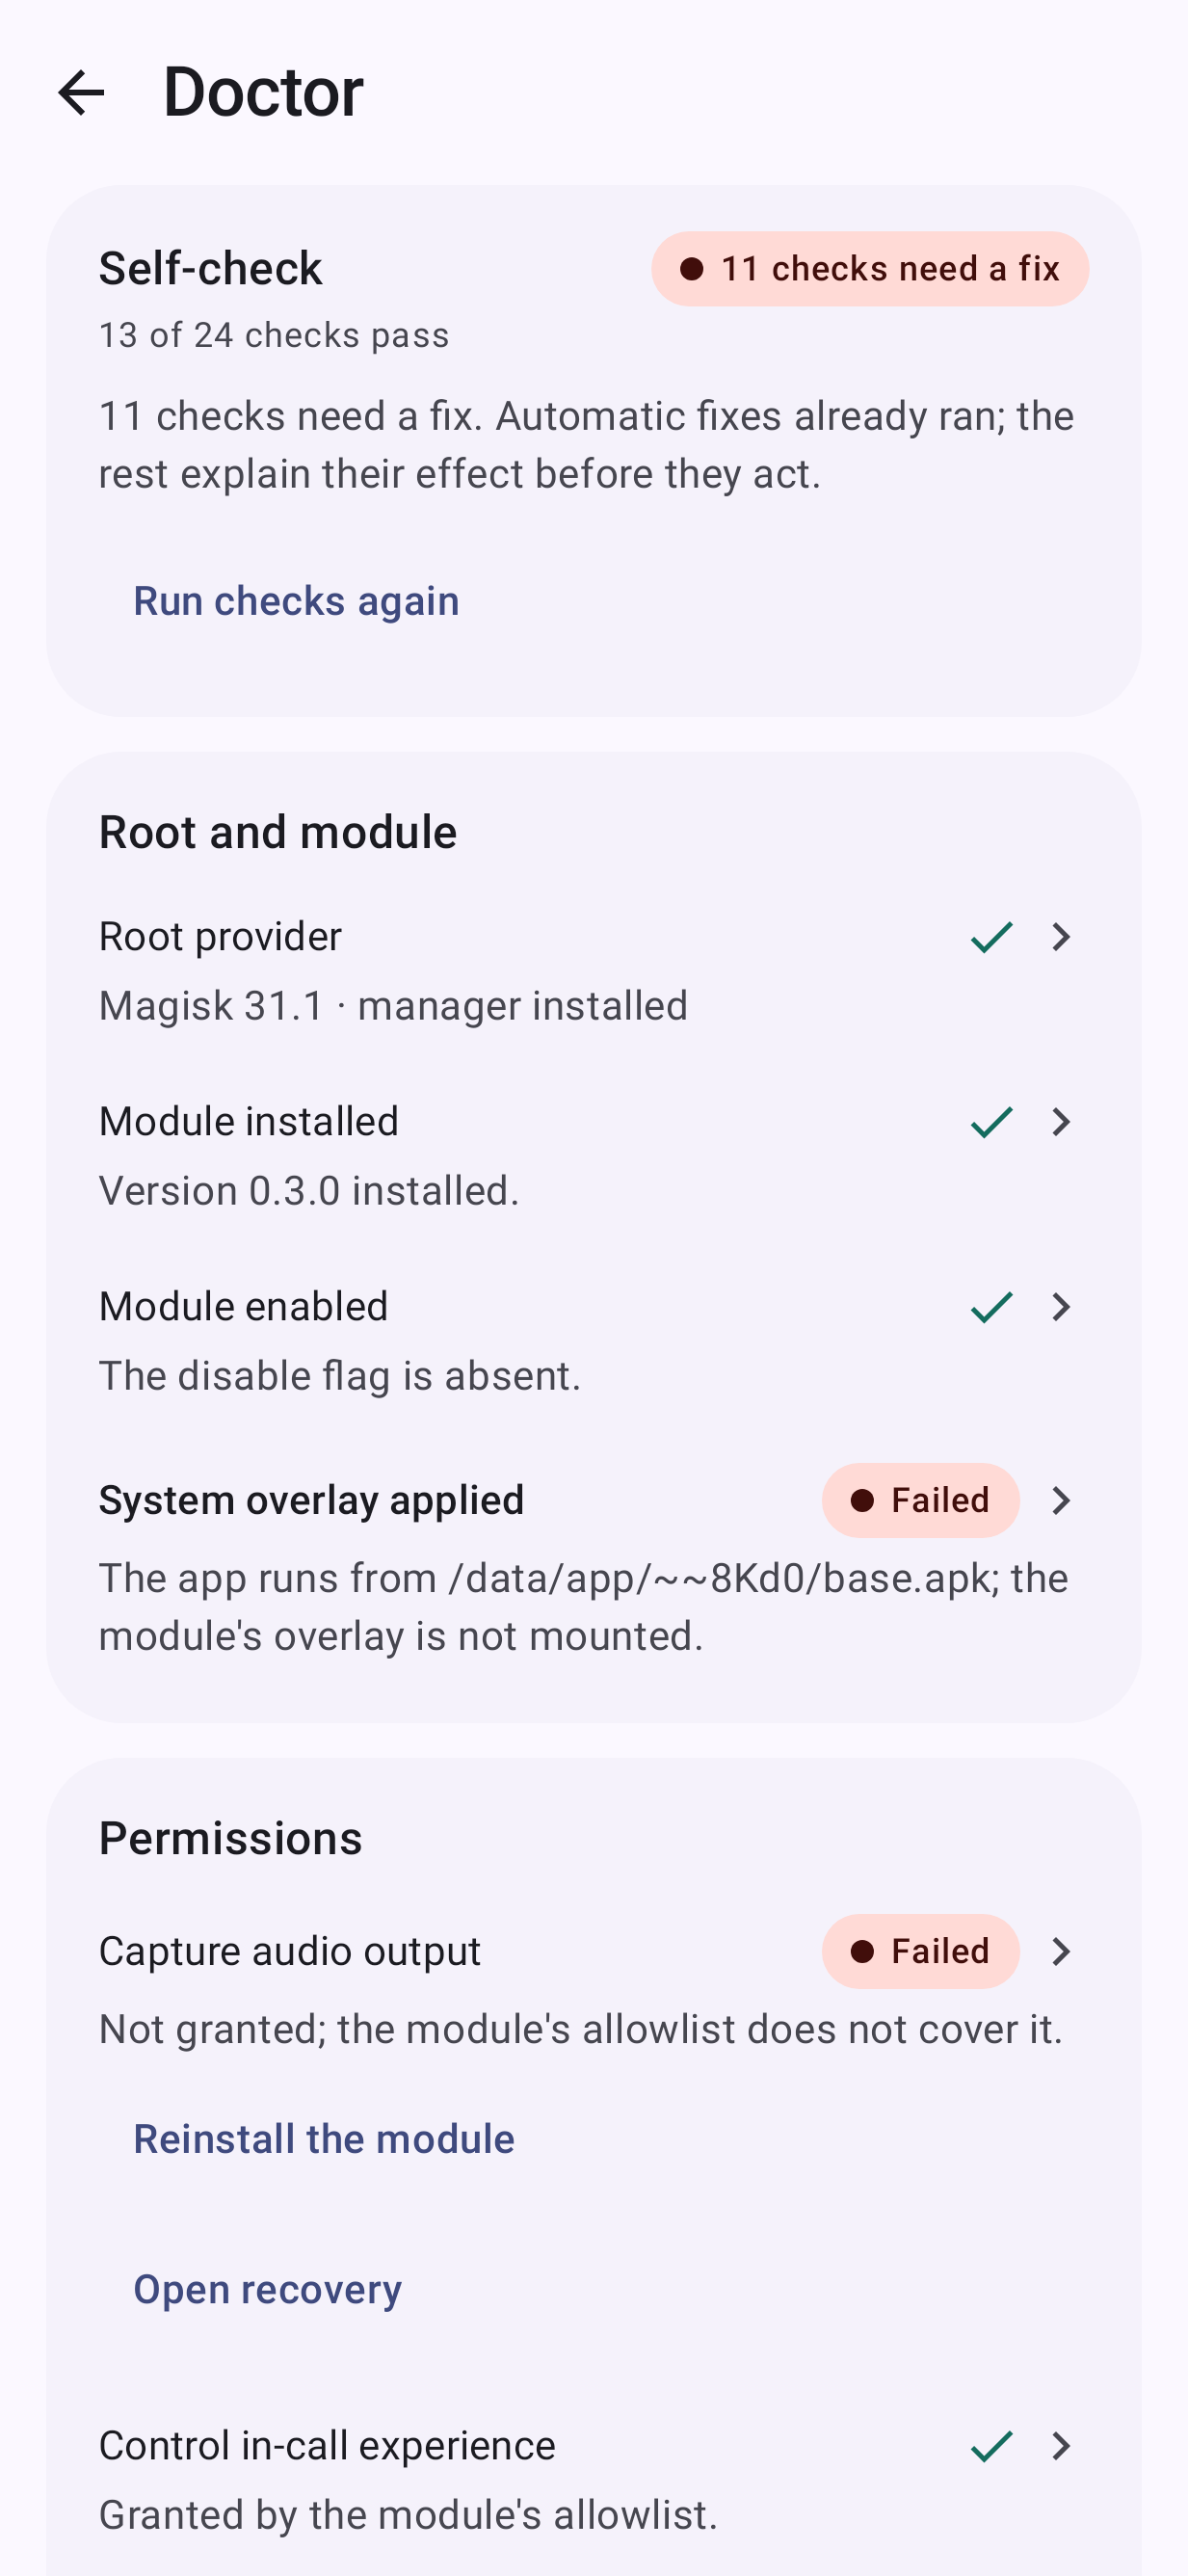 Doctor
Self-check
11 checks need a fix
13 of 24 checks pass
11 checks need a fix. Automatic fixes already ran; the
rest explain their effect before they act.
Run checks again
Root and module
Root provider
Magisk 31.1 · manager installed
Module installed
Version 0.3.0 installed.
Module enabled
The disable flag is absent.
System overlay applied
Failed
The app runs from /data/app/~~8Kd0/base.apk; the
module's overlay is not mounted.
Permissions
Capture audio output
Failed
Not granted; the module's allowlist does not cover it.
Reinstall the module
Open recovery
Control in-call experience
Granted by the module's allowlist.